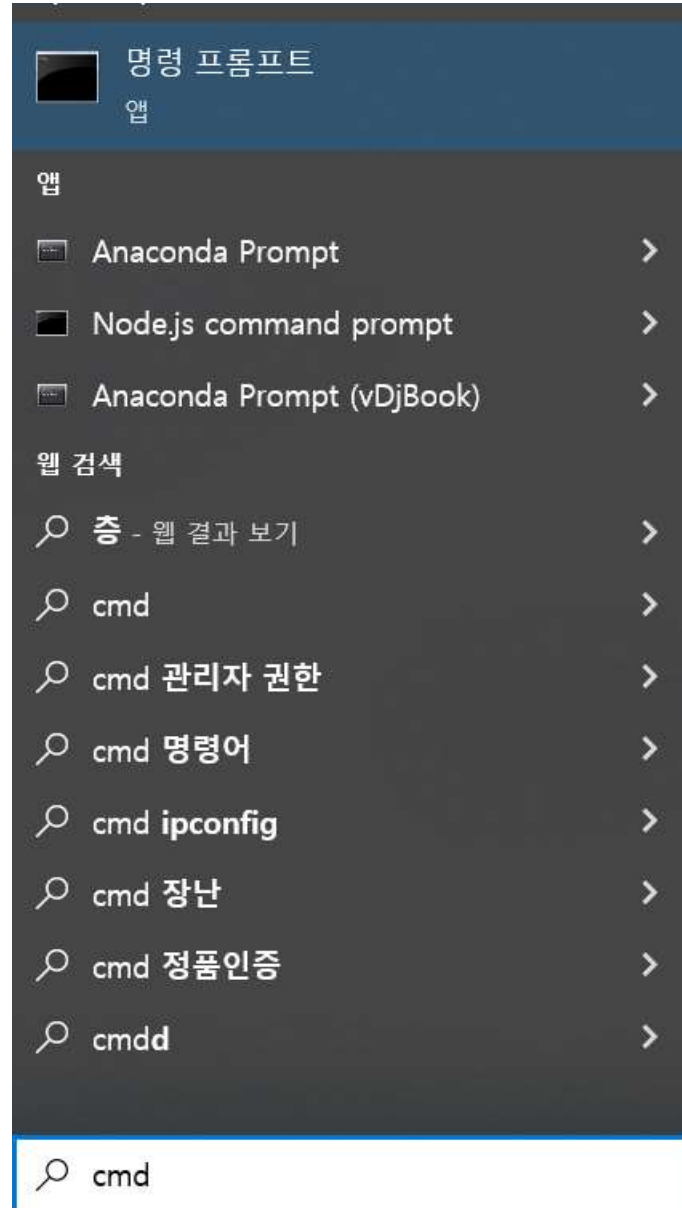 명령 프롬프트
앱
앱
Anaconda Prompt
Node.js command prompt
Anaconda Prompt (vDjBook)
웹 검색
층 - 웹 결과 보기
cmd
cmd 관리자 권한
cmd 명령어
cmd ipconfig
cmd 장난
cmd 정품인증
cmdd
cmd